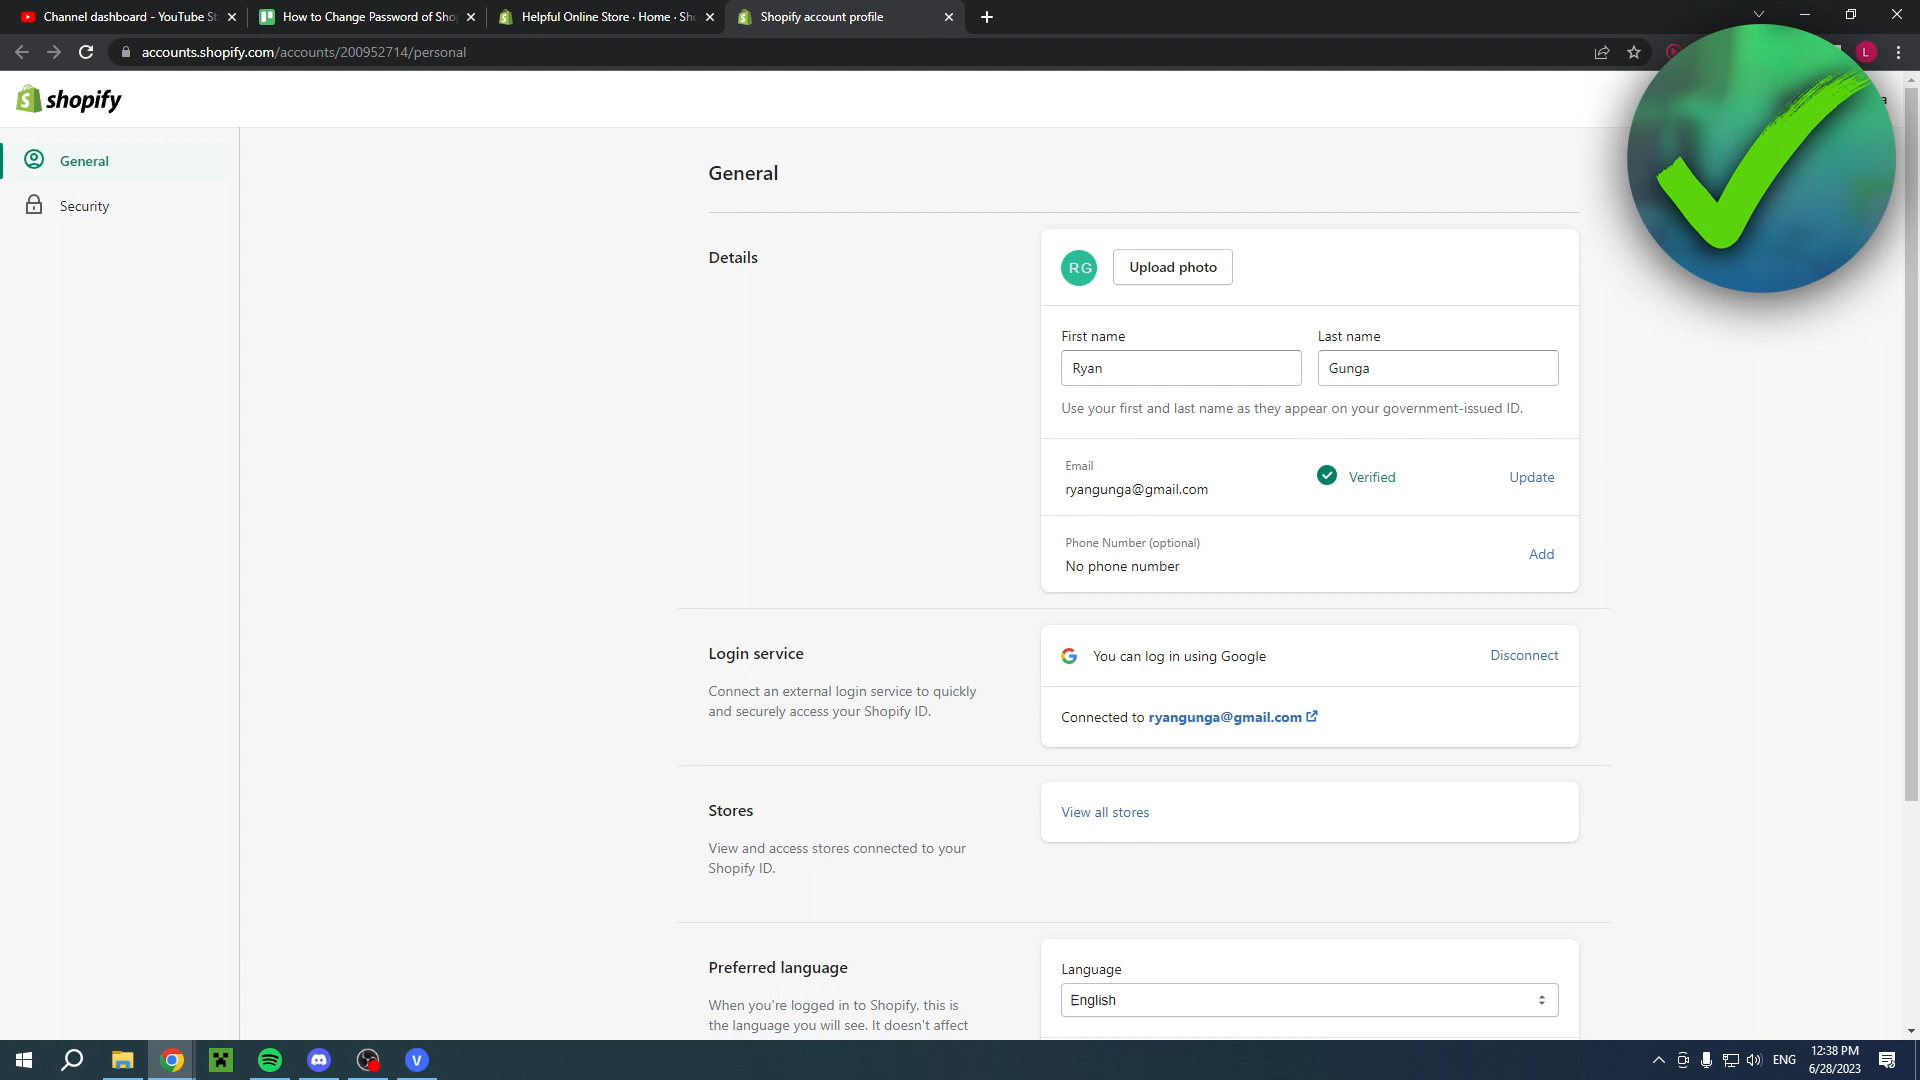 Channel dashboard - YouTube St
How to Change Password of Shop
Helpful Online Store · Home · Sho
Shopify account profile
accounts.shopify.com/accounts/200952714/personal
L
shopify
General
Security
General
Details
RG
Upload photo
First name
Last name
Ryan
Gunga
Use your first and last name as they appear on your government-issued ID.
Email
ryangunga@gmail.com
Verified
Update
Phone Number (optional)
No phone number
Add
Login service
Connect an external login service to quickly
and securely access your Shopify ID.
You can log in using Google
Disconnect
Connected to ryangunga@gmail.com
Stores
View and access stores connected to your
Shopify ID.
View all stores
Preferred language
When you're logged in to Shopify, this is
the language you will see. It doesn't affect
Language
English
V
ENG
12:38 PM
6/28/2023